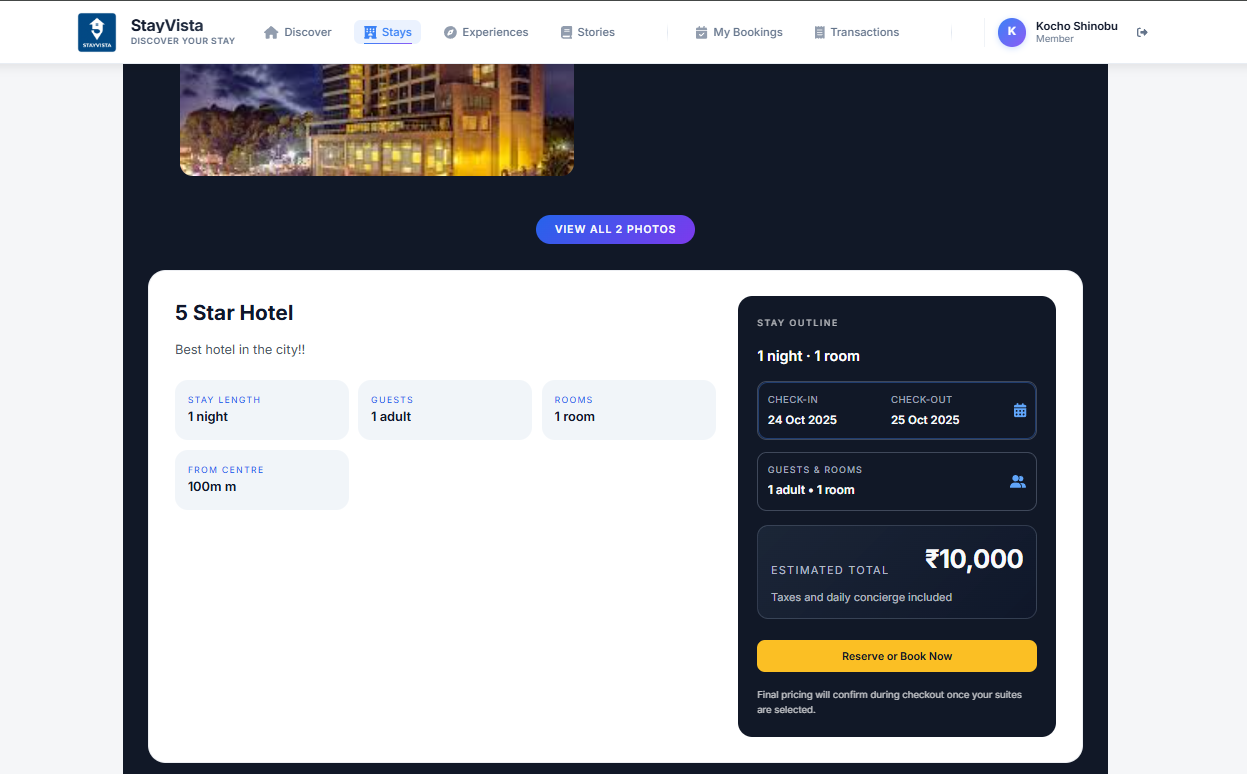 STAYVISTA
StayVista
DISCOVER YOUR STAY
Discover
Stays
Experiences
Stories
My Bookings
Transactions
K
Kocho Shinobu
Member
VIEW ALL 2 PHOTOS
5 Star Hotel
Best hotel in the city!!
STAY LENGTH
1 night
GUESTS
1 adult
ROOMS
1 room
FROM CENTRE
100m m
STAY OUTLINE
1 night · 1 room
CHECK-IN
24 Oct 2025
CHECK-OUT
25 Oct 2025
GUESTS & ROOMS
1 adult • 1 room
ESTIMATED TOTAL
₹10,000
Taxes and daily concierge included
Reserve or Book Now
Final pricing will confirm during checkout once your suites
are selected.